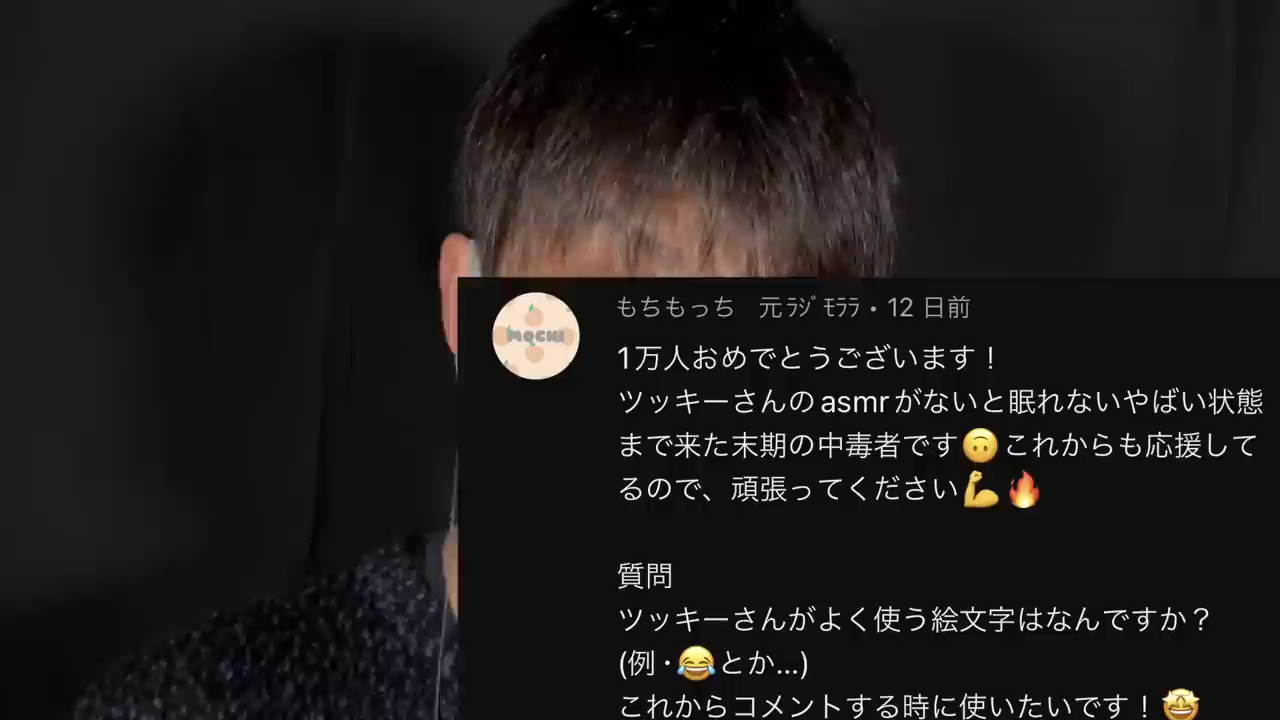 MOCHI
もちもっち 元ﾗｼﾞﾓﾗﾗ・12 日前
1万人おめでとうございます！
ツッキーさんのasmrがないと眠れないやばい状態
まで来た末期の中毒者です🙃これからも応援して
るので、頑張ってください💪🔥
質問
ツッキーさんがよく使う絵文字はなんですか？
(例・😂とか...)
これからコメントする時に使いたいです！🤩